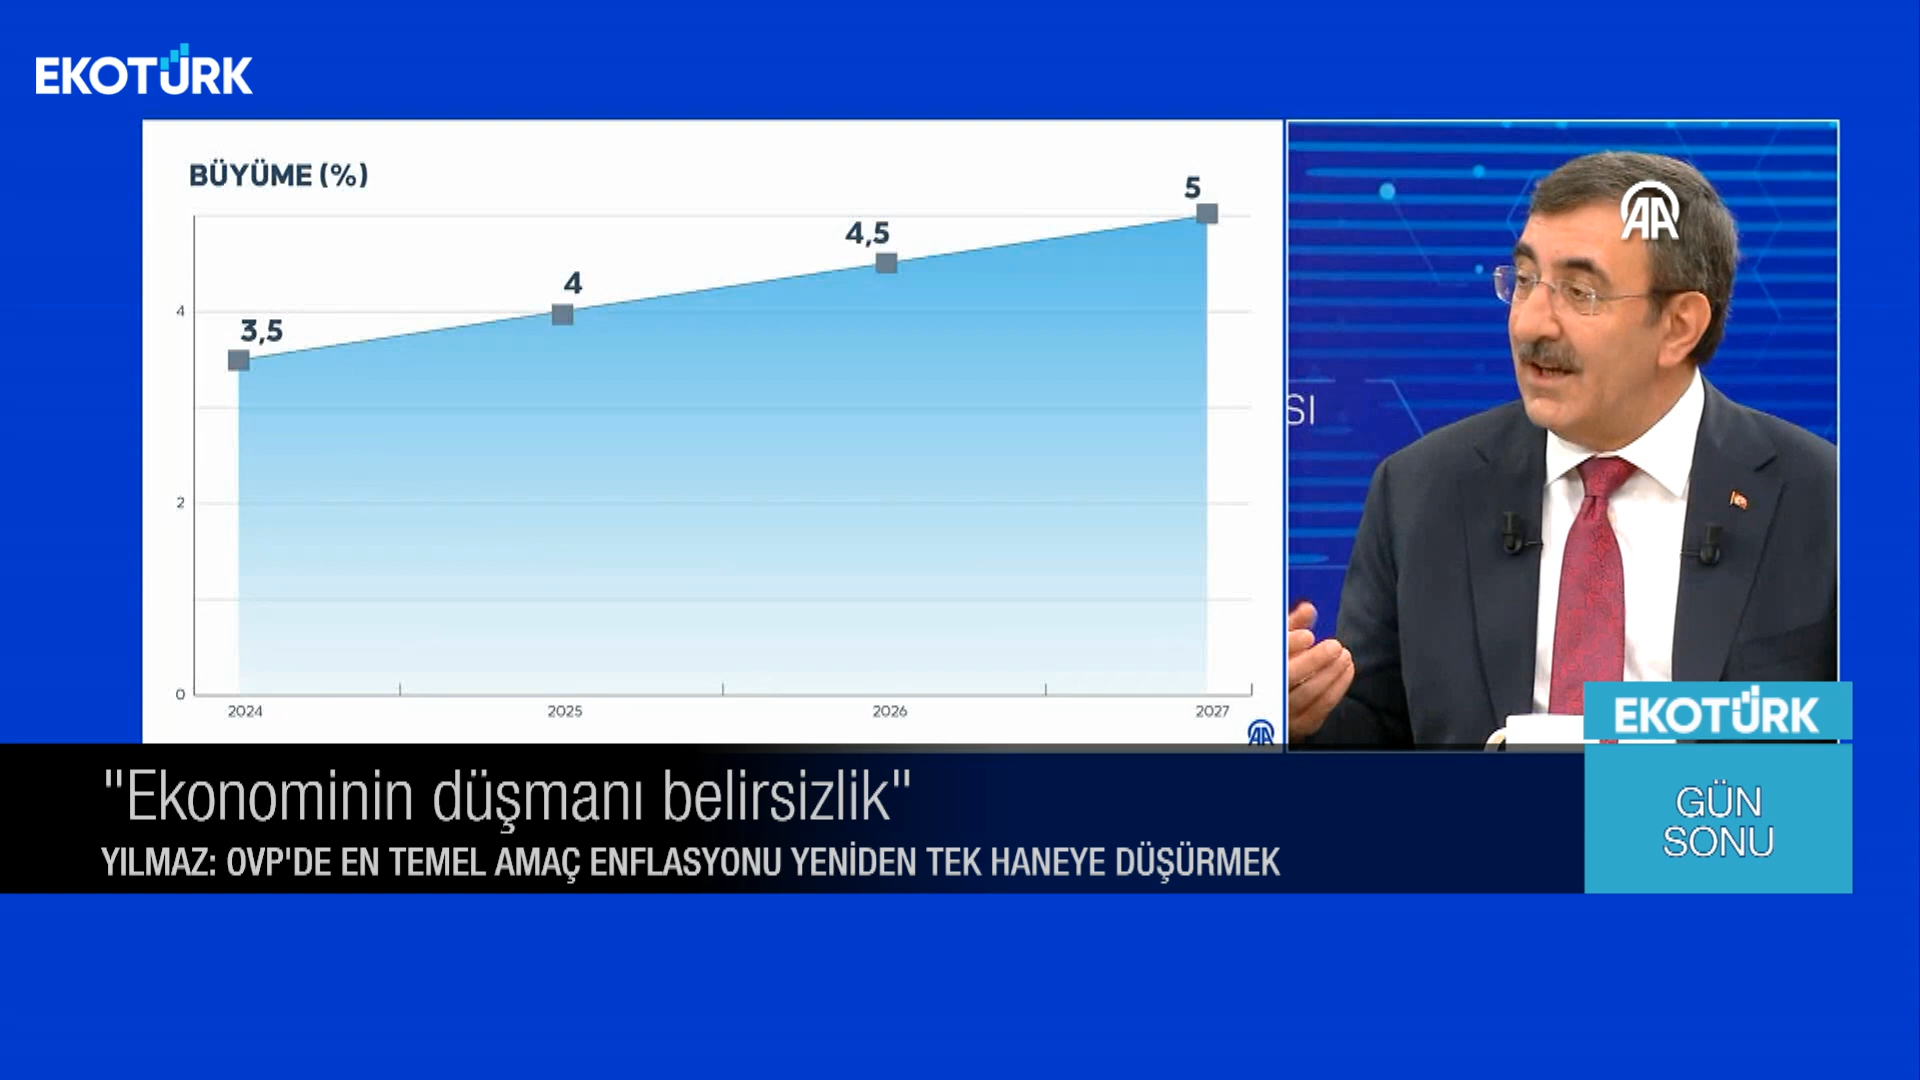 EKOTÜRK
BÜYÜME (%)
3,5
4
4,5
5
4
2
0
2024
2025
2026
2027
AA
AA
SI
EKOTÜRK
GÜN
SONU
"Ekonominin düşmanı belirsizlik"
YILMAZ: OVP'DE EN TEMEL AMAÇ ENFLASYONU YENİDEN TEK HANEYE DÜŞÜRMEK